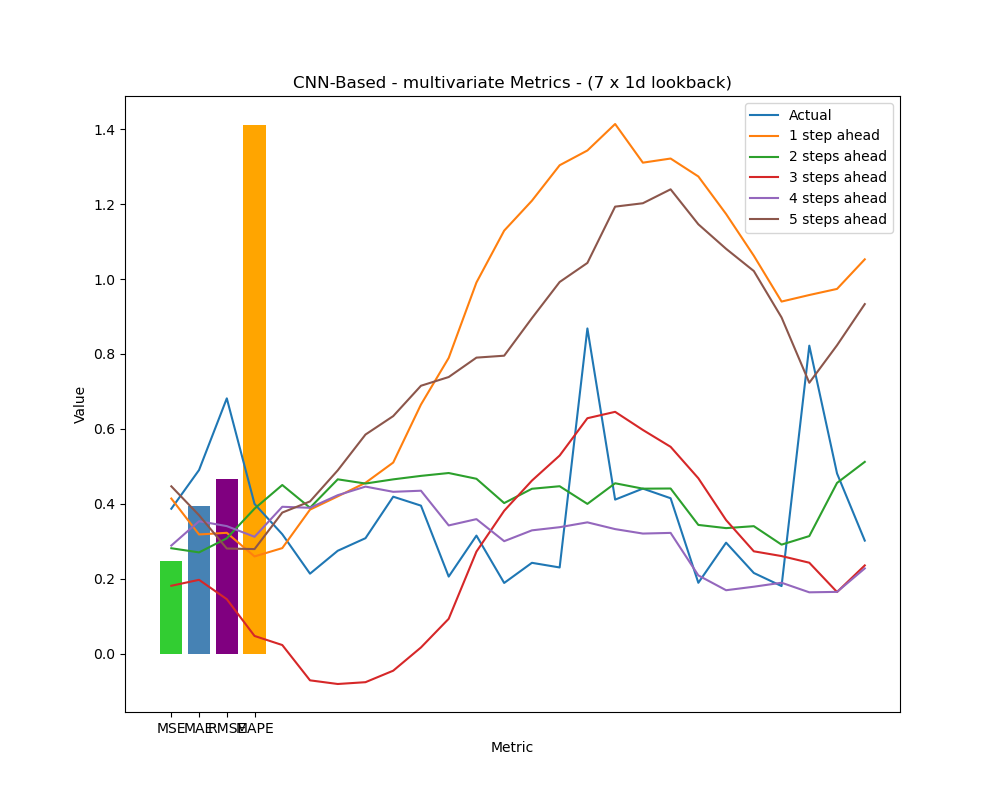 CNN-Based - multivariate Metrics - (7 x 1d lookback)
Actual
1 step ahead
2 steps ahead
3 steps ahead
4 steps ahead
5 steps ahead
1.4
1.2
1.0
0.8
0.6
0.4
0.2
0.0
Value
MSE MAE RMSE MAPE
Metric